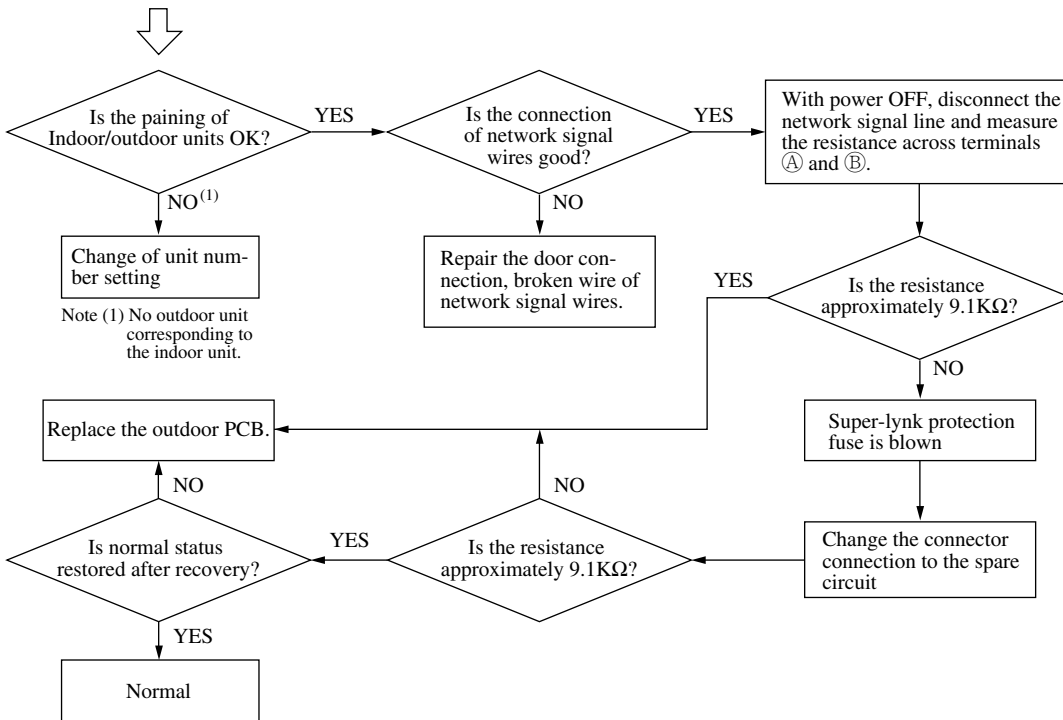 Is the paining of
Indoor/outdoor units OK?
YES
NO(1)
Change of unit num-
ber setting
Note (1) No outdoor unit
corresponding to
the indoor unit.
Is the connection
of network signal
wires good?
YES
NO
Repair the door con-
nection, broken wire of
network signal wires.
With power OFF, disconnect the
network signal line and measure
the resistance across terminals
Ⓐ and Ⓑ.
Is the resistance
approximately 9.1KΩ?
YES
NO
Super-lynk protection
fuse is blown
Change the connector
connection to the spare
circuit
Is the resistance
approximately 9.1KΩ?
NO
YES
Replace the outdoor PCB.
NO
Is normal status
restored after recovery?
YES
Normal